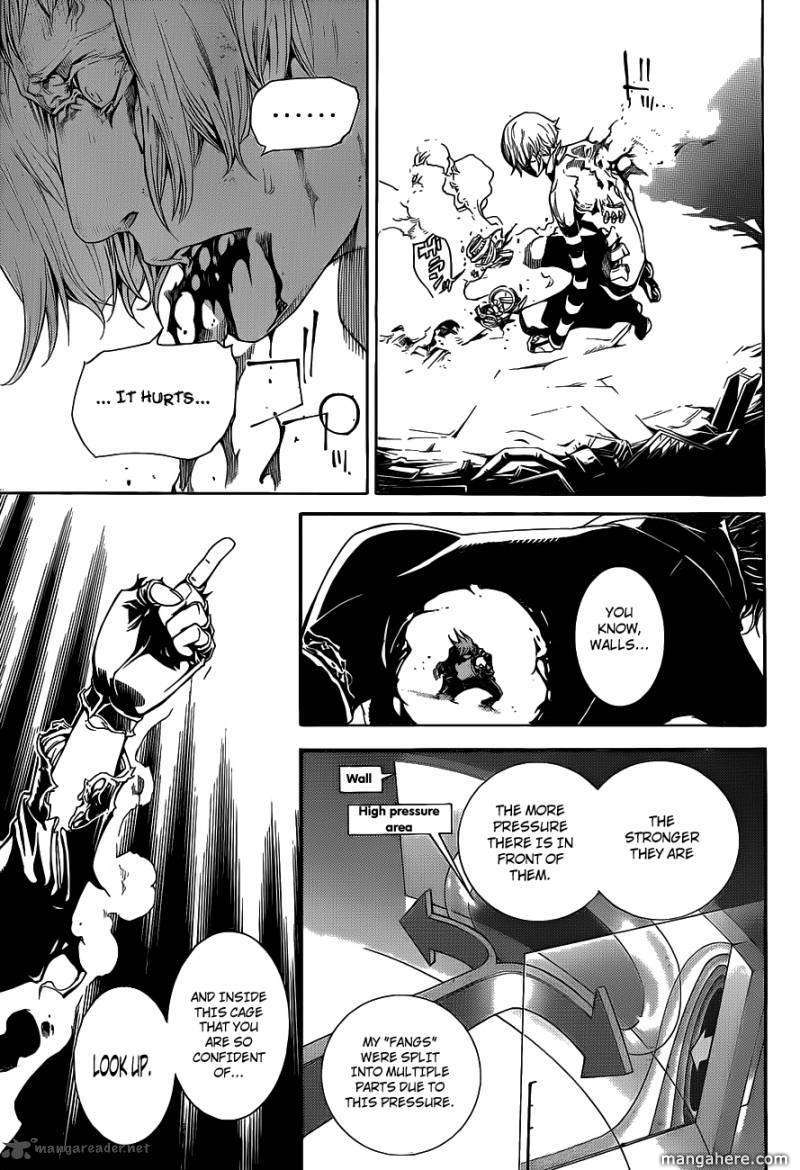 ......
... IT HURTS...
YOU
KNOW,
WALLS...
THE
STRONGER
THEY ARE
THE MORE
PRESSURE
THERE IS IN
FRONT OF
THEM.
Wall
High pressure
area
MY "FANGS"
WERE SPLIT
INTO MULTIPLE
PARTS DUE TO
THIS PRESSURE.
AND INSIDE
THIS CAGE
THAT YOU
ARE SO
CONFIDENT
OF...
LOOK UP.
mangareader.net
mangahere.com